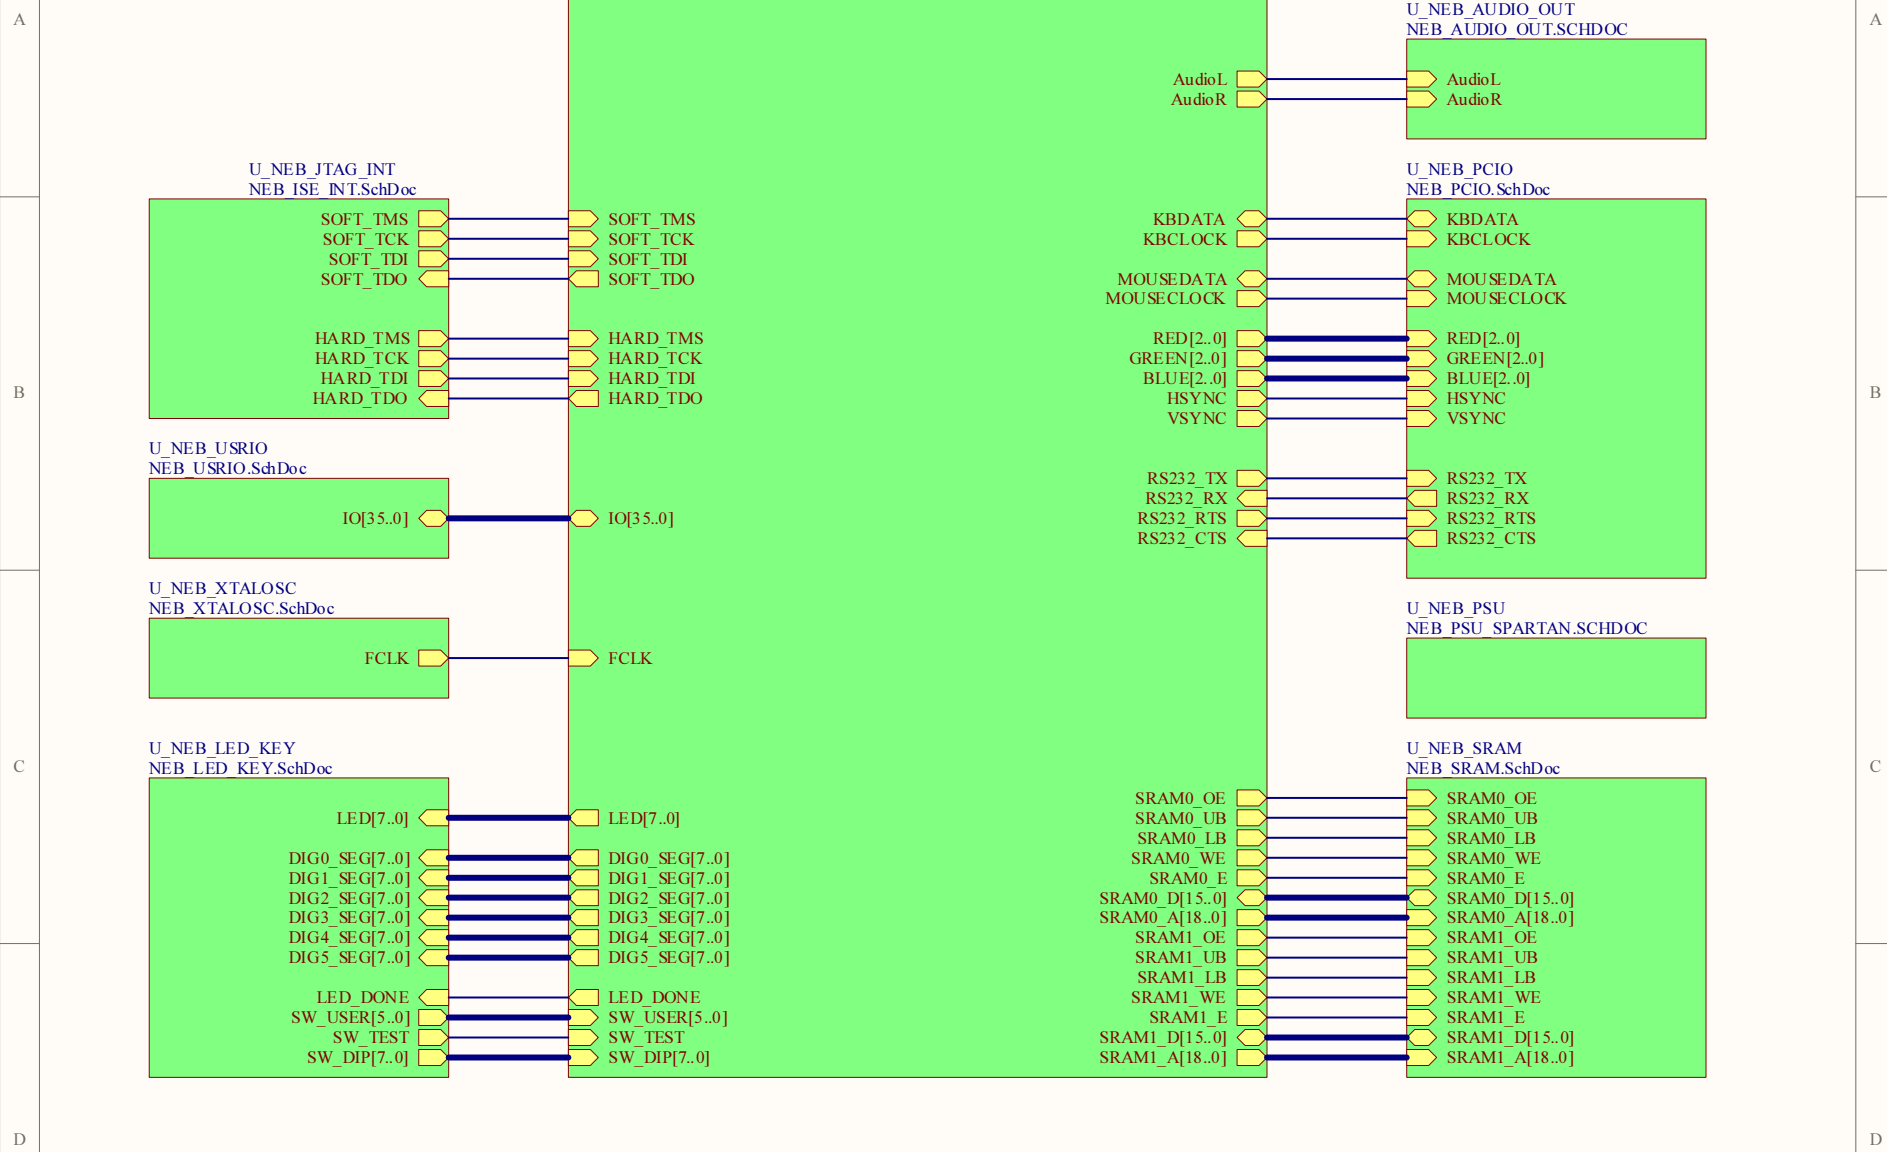 A
A
U_NEB_AUDIO_OUT
NEB_AUDIO_OUT.SCHDOC
AudioL
AudioL
AudioR
AudioR
U_NEB_JTAG_INT
NEB_ISE_INT.SchDoc
SOFT_TMS
SOFT_TMS
SOFT_TCK
SOFT_TCK
SOFT_TDI
SOFT_TDI
SOFT_TDO
SOFT_TDO
HARD_TMS
HARD_TMS
HARD_TCK
HARD_TCK
HARD_TDI
HARD_TDI
HARD_TDO
HARD_TDO
U_NEB_PCIO
NEB_PCIO.SchDoc
KBDATA
KBDATA
KBCLOCK
KBCLOCK
MOUSEDATA
MOUSEDATA
MOUSECLOCK
MOUSECLOCK
RED[2..0]
RED[2..0]
GREEN[2..0]
GREEN[2..0]
BLUE[2..0]
BLUE[2..0]
HSYNC
HSYNC
VSYNC
VSYNC
RS232_TX
RS232_TX
RS232_RX
RS232_RX
RS232_RTS
RS232_RTS
RS232_CTS
RS232_CTS
B
B
U_NEB_USRIO
NEB_USRIO.SchDoc
IO[35..0]
IO[35..0]
U_NEB_XTALOSC
NEB_XTALOSC.SchDoc
FCLK
FCLK
U_NEB_PSU
NEB_PSU_SPARTAN.SCHDOC
C
C
U_NEB_LED_KEY
NEB_LED_KEY.SchDoc
LED[7..0]
LED[7..0]
DIG0_SEG[7..0]
DIG0_SEG[7..0]
DIG1_SEG[7..0]
DIG1_SEG[7..0]
DIG2_SEG[7..0]
DIG2_SEG[7..0]
DIG3_SEG[7..0]
DIG3_SEG[7..0]
DIG4_SEG[7..0]
DIG4_SEG[7..0]
DIG5_SEG[7..0]
DIG5_SEG[7..0]
LED_DONE
LED_DONE
SW_USER[5..0]
SW_USER[5..0]
SW_TEST
SW_TEST
SW_DIP[7..0]
SW_DIP[7..0]
U_NEB_SRAM
NEB_SRAM.SchDoc
SRAM0_OE
SRAM0_OE
SRAM0_UB
SRAM0_UB
SRAM0_LB
SRAM0_LB
SRAM0_WE
SRAM0_WE
SRAM0_E
SRAM0_E
SRAM0_D[15..0]
SRAM0_D[15..0]
SRAM0_A[18..0]
SRAM0_A[18..0]
SRAM1_OE
SRAM1_OE
SRAM1_UB
SRAM1_UB
SRAM1_LB
SRAM1_LB
SRAM1_WE
SRAM1_WE
SRAM1_E
SRAM1_E
SRAM1_D[15..0]
SRAM1_D[15..0]
SRAM1_A[18..0]
SRAM1_A[18..0]
D
D